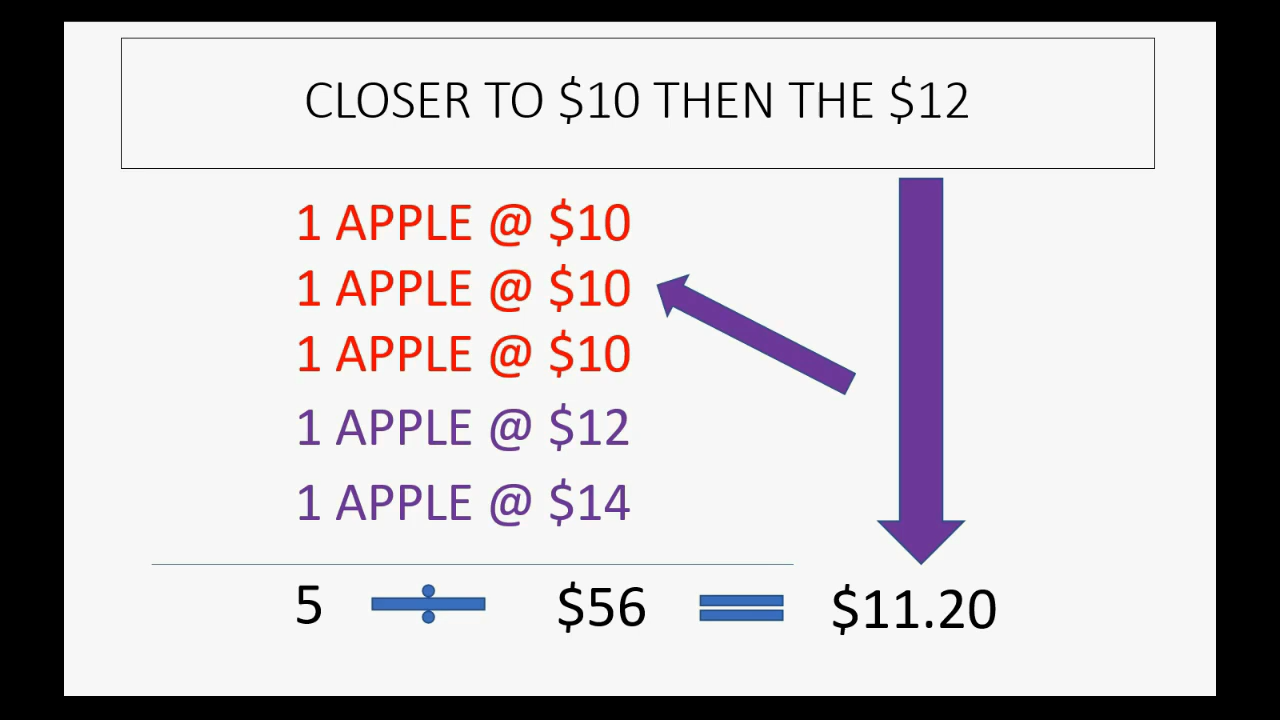 CLOSER TO $10 THEN THE $12
1 APPLE @ $10
1 APPLE @ $10
1 APPLE @ $10
1 APPLE @ $12
1 APPLE @ $14
5 ÷ $56 = $11.20